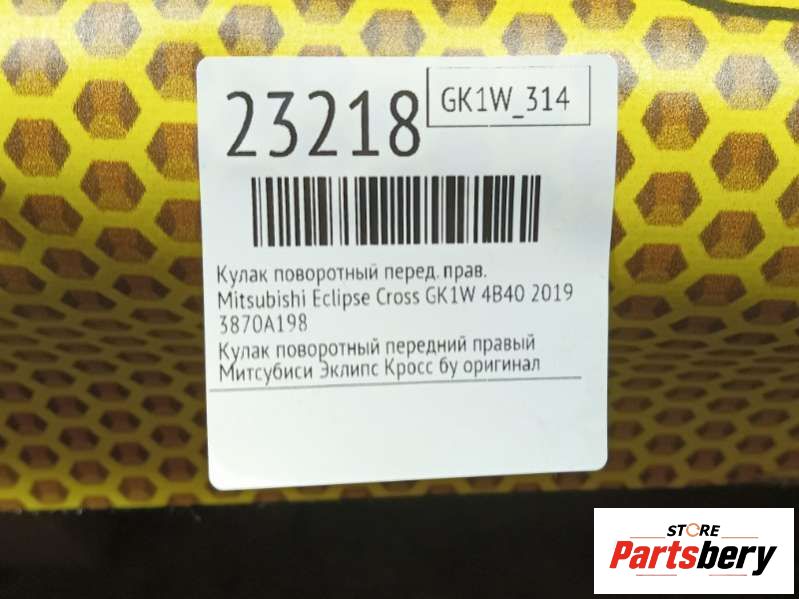 23218
GK1W_314
Кулак поворотный перед. прав.
Mitsubishi Eclipse Cross GK1W 4B40 2019
3870A198
Кулак поворотный передний правый
Митсубиси Эклипс Кросс бу оригинал
STORE
Partsbery